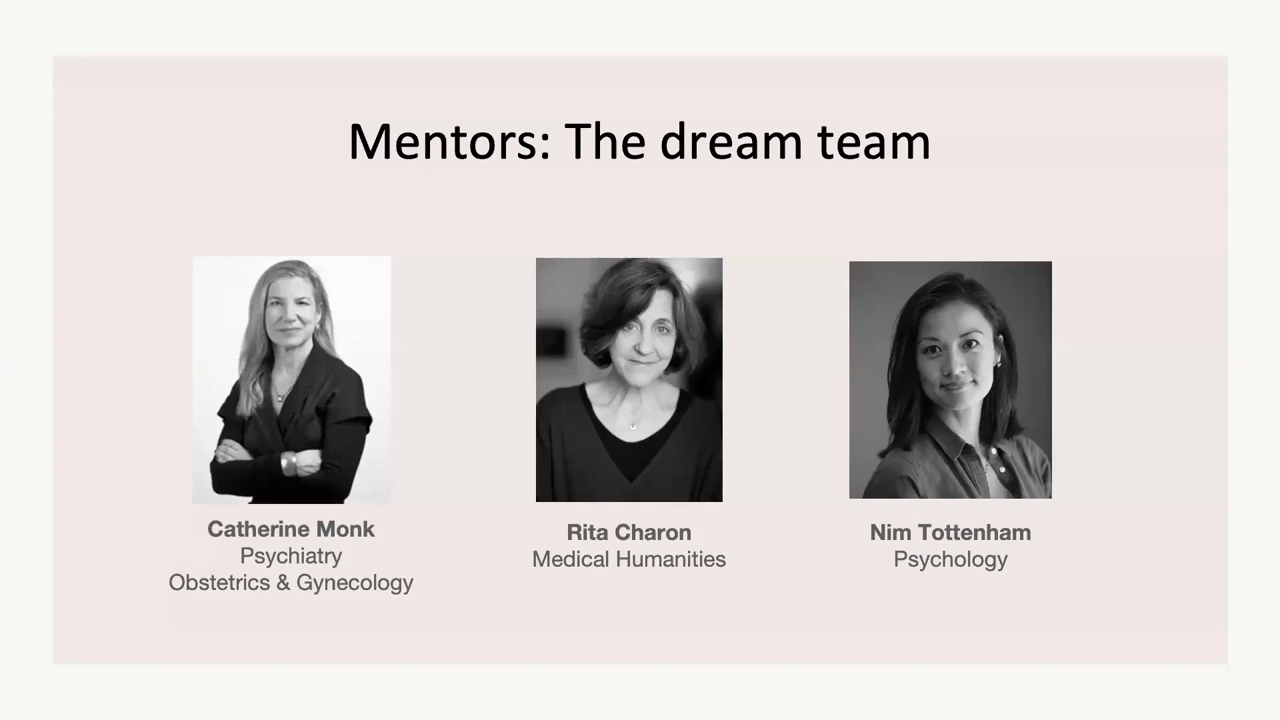 Mentors: The dream team
Catherine Monk
Psychiatry
Obstetrics & Gynecology
Rita Charon
Medical Humanities
Nim Tottenham
Psychology